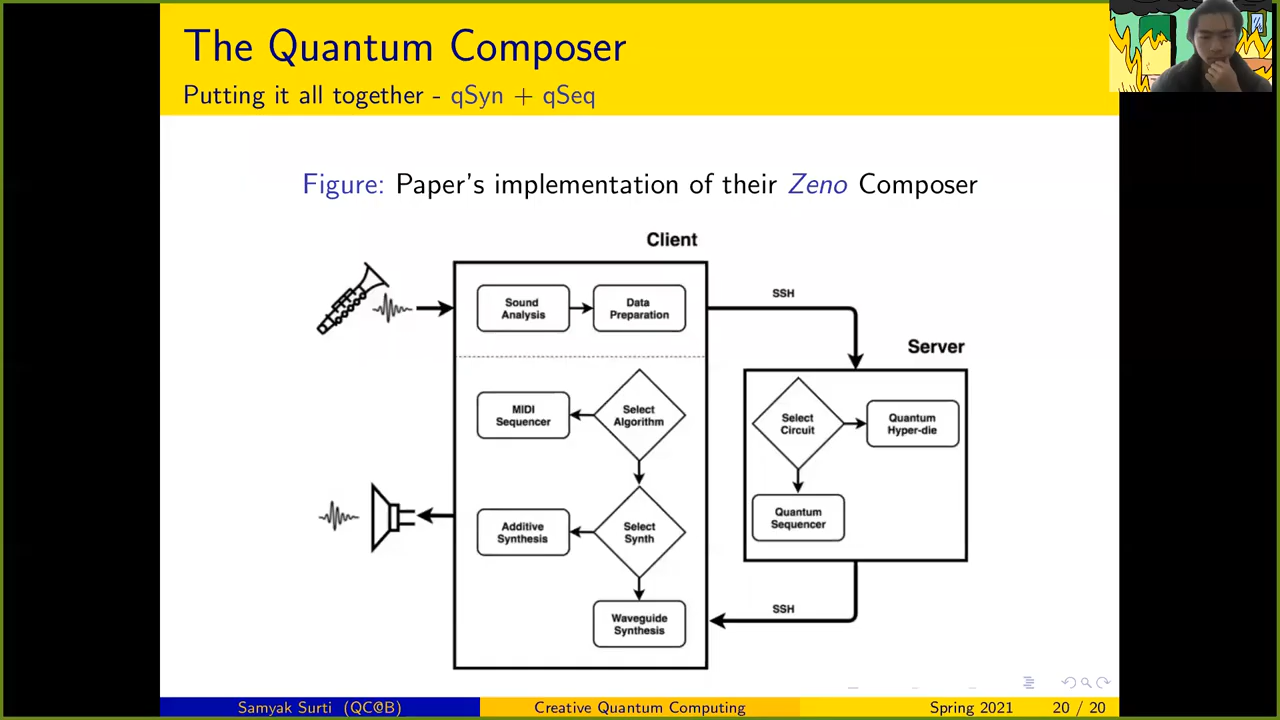 The Quantum Composer
Putting it all together - qSyn + qSeq
Figure: Paper's implementation of their Zeno Composer
Client
Sound
Analysis
Data
Preparation
SSH
Server
MIDI
Sequencer
Select
Algorithm
Select
Circuit
Quantum
Hyper-die
Additive
Synthesis
Select
Synth
Quantum
Sequencer
Waveguide
Synthesis
SSH
Samyak Surti (QC@B)
Creative Quantum Computing
Spring 2021
20 / 20